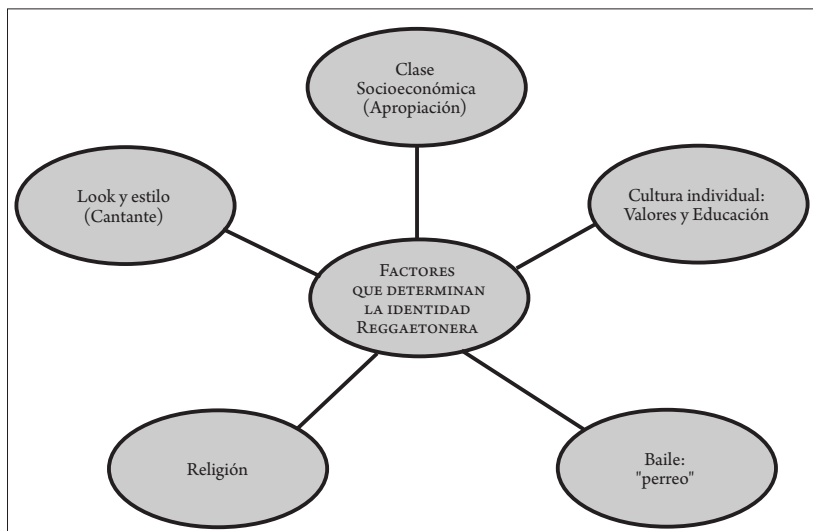 Clase
Socioeconómica
(Apropiación)
Look y estilo
(Cantante)
Cultura individual:
Valores y Educación
Factores
que determinan
la identidad
Reggaetonera
Religión
Baile:
"perreo"